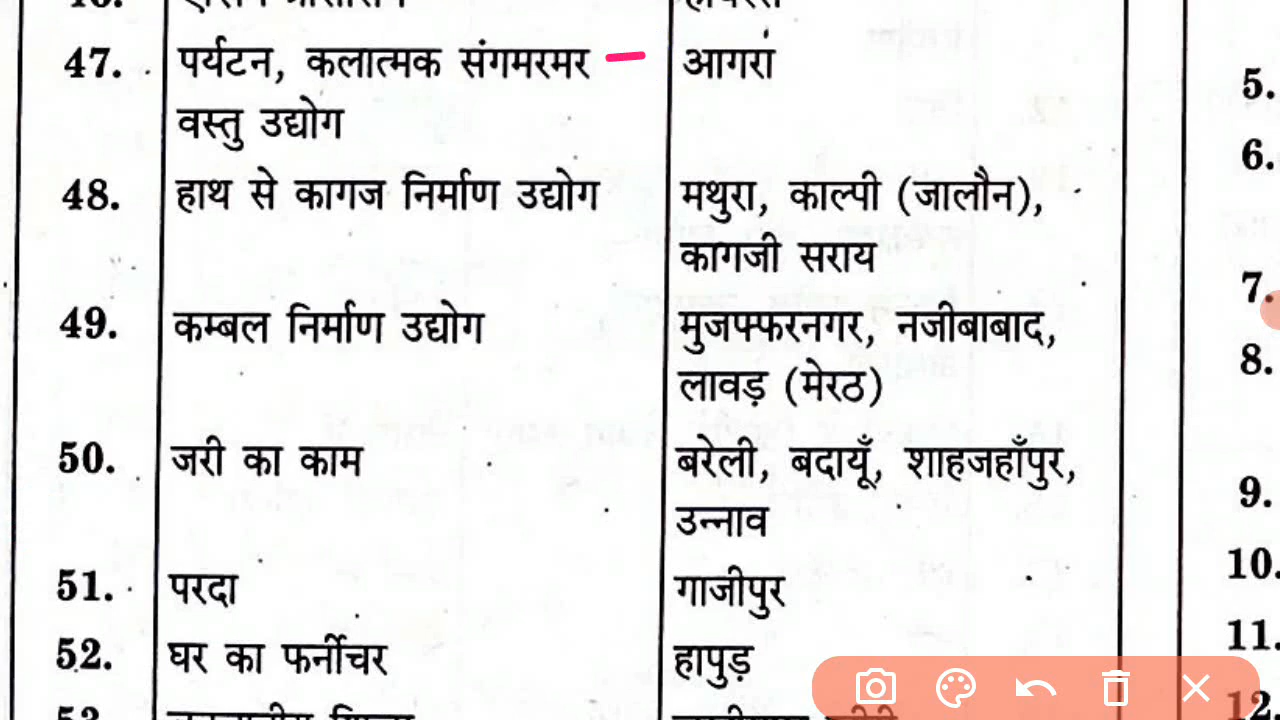 47. पर्यटन, कलात्मक संगमरमर – आगरा
वस्तु उद्योग
48. हाथ से कागज निर्माण उद्योग मथुरा, काल्पी (जालौन),
कागजी सराय
49. कम्बल निर्माण उद्योग मुजफ्फरनगर, नजीबाबाद,
लावड़ (मेरठ)
50. जरी का काम बरेली, बदायूँ, शाहजहाँपुर,
उन्नाव
51. परदा गाजीपुर
52. घर का फर्नीचर हापुड़
53.
5.
6.
7.
8.
9.
10.
11.
12.